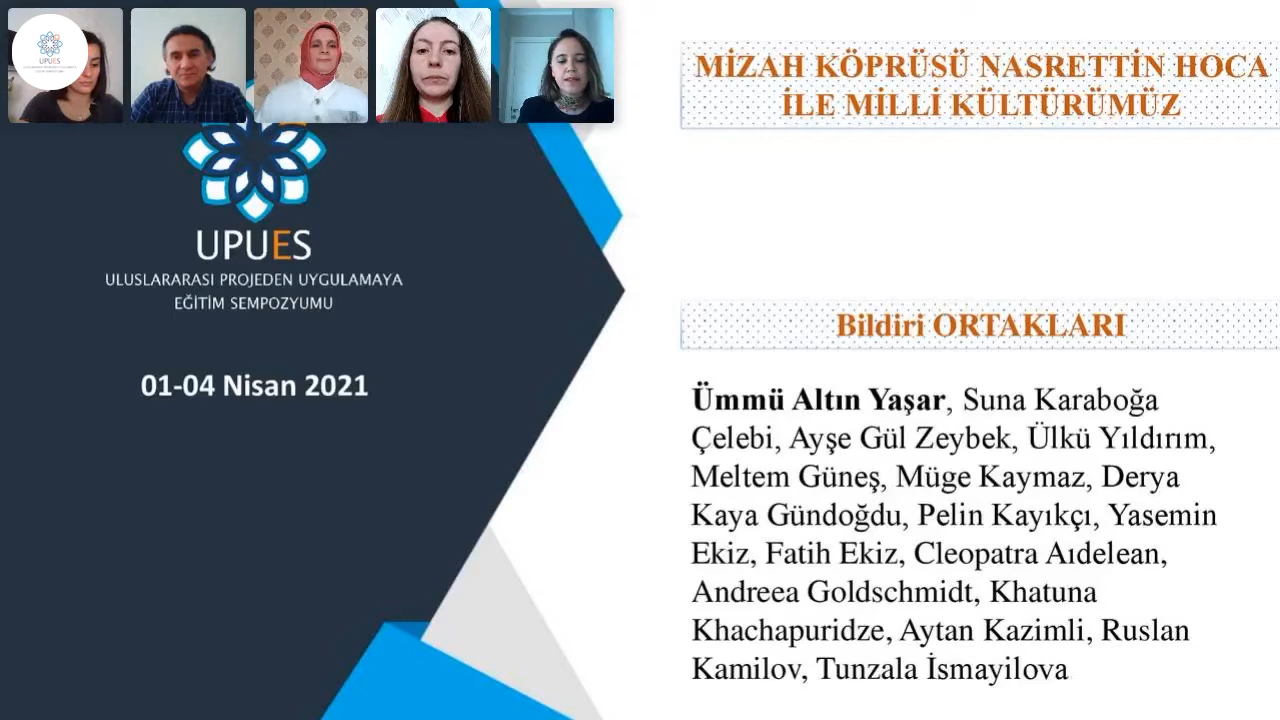 UPUES
MİZAH KÖPRÜSÜ NASRETTİN HOCA
İLE MİLLİ KÜLTÜRÜMÜZ
UPUES
ULUSLARARASI PROJEDEN UYGULAMAYA
EĞİTİM SEMPOZYUMU
01-04 Nisan 2021
Bildiri ORTAKLARI
Ümmü Altın Yaşar, Suna Karaboğa
Çelebi, Ayşe Gül Zeybek, Ülkü Yıldırım,
Meltem Güneş, Müge Kaymaz, Derya
Kaya Gündoğdu, Pelin Kayıkçı, Yasemin
Ekiz, Fatih Ekiz, Cleopatra Aıdelean,
Andreea Goldschmidt, Khatuna
Khachapuridze, Aytan Kazimli, Ruslan
Kamilov, Tunzala İsmayilova